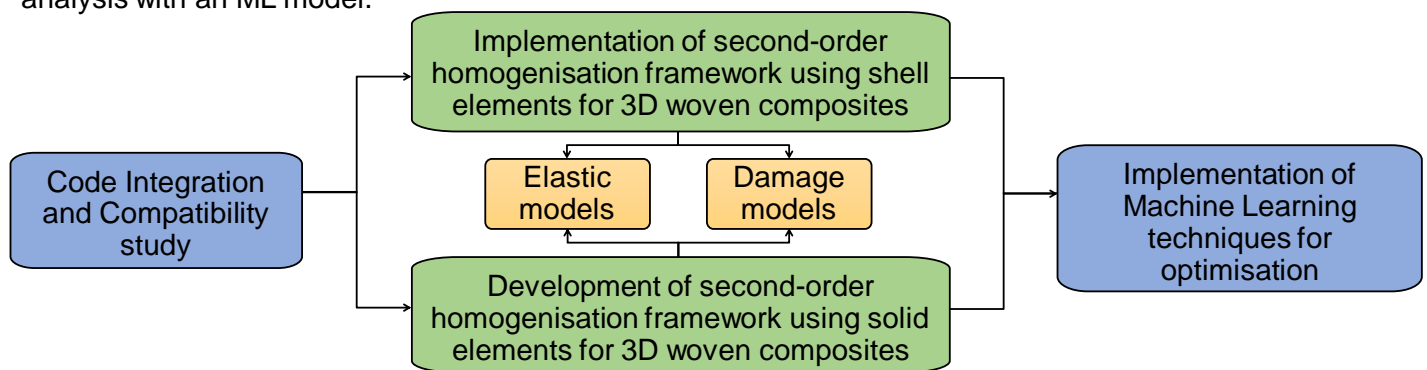 analysis with an ML model.
Implementation of second-order
homogenisation framework using shell
elements for 3D woven composites
Code Integration
and Compatibility
study
Elastic
models
Damage
models
Implementation of
Machine Learning
techniques for
optimisation
Development of second-order
homogenisation framework using solid
elements for 3D woven composites